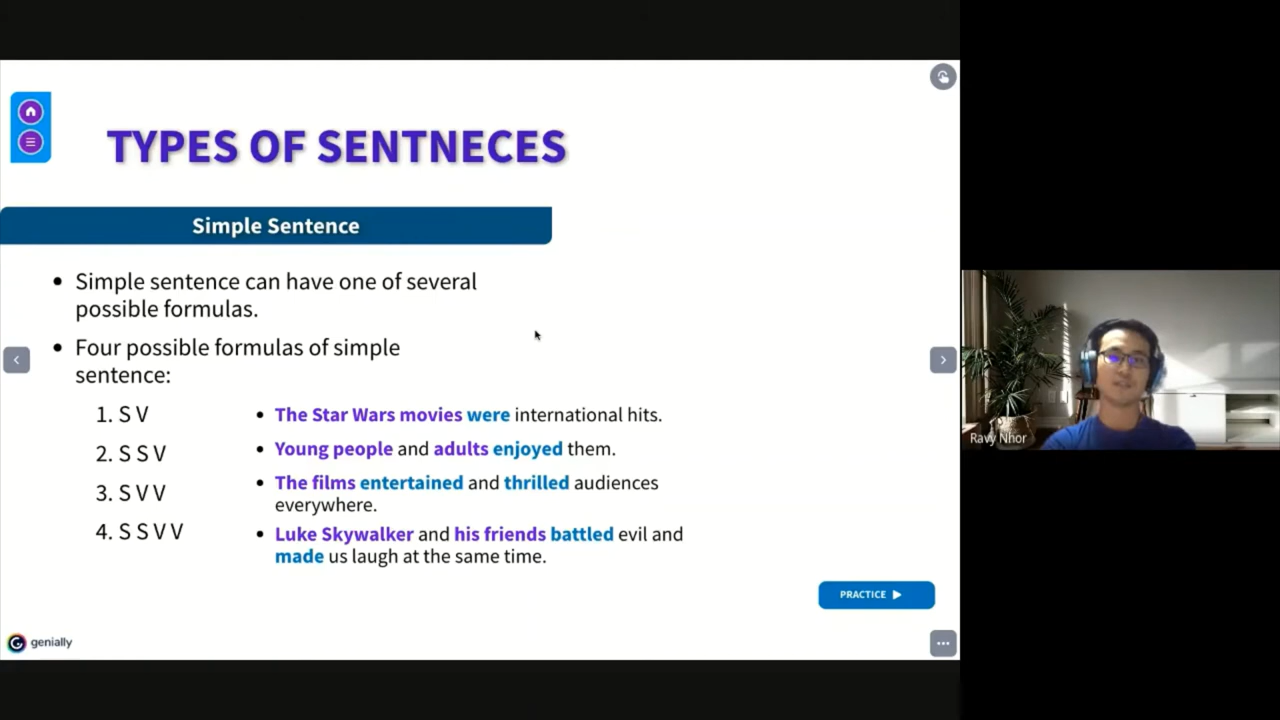 TYPES OF SENTNECES
Simple Sentence
• Simple sentence can have one of several
possible formulas.
• Four possible formulas of simple
sentence:
1. S V
2. S S V
3. S V V
4. S S V V
• The Star Wars movies were international hits.
• Young people and adults enjoyed them.
• The films entertained and thrilled audiences
everywhere.
• Luke Skywalker and his friends battled evil and
made us laugh at the same time.
PRACTICE
genially
Ravy Nhor